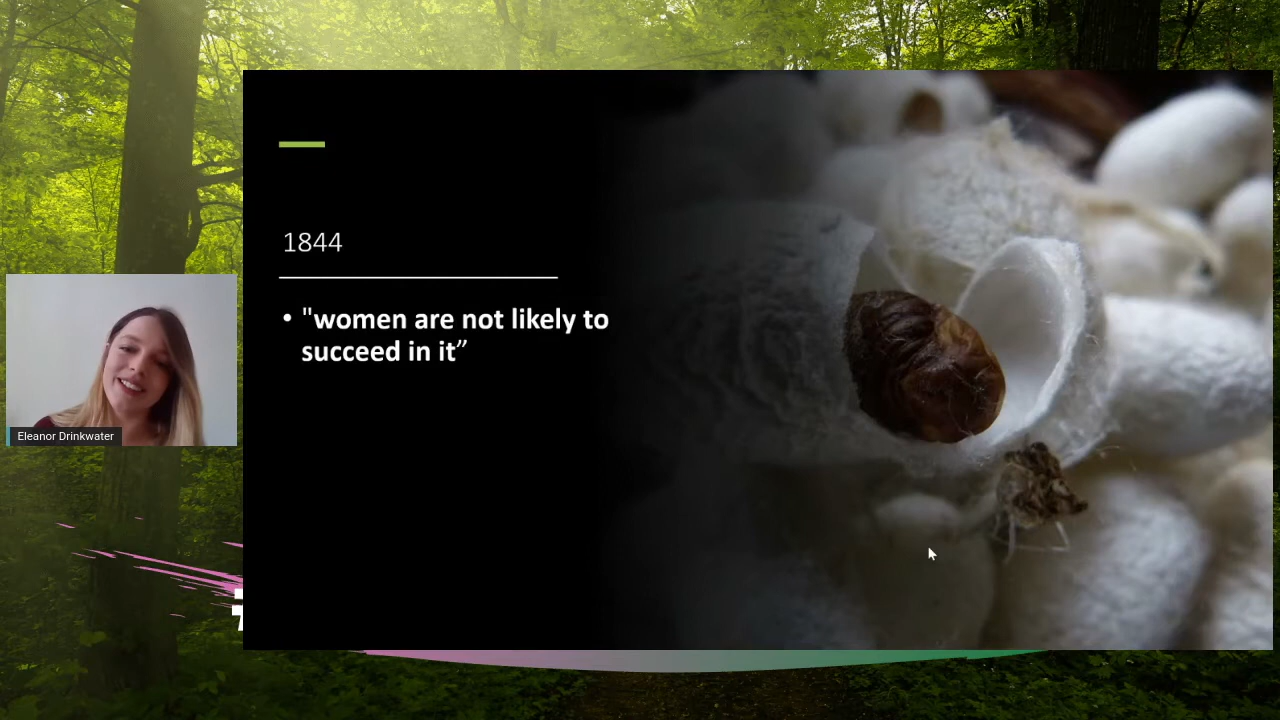 1844
• "women are not likely to
succeed in it”
Eleanor Drinkwater